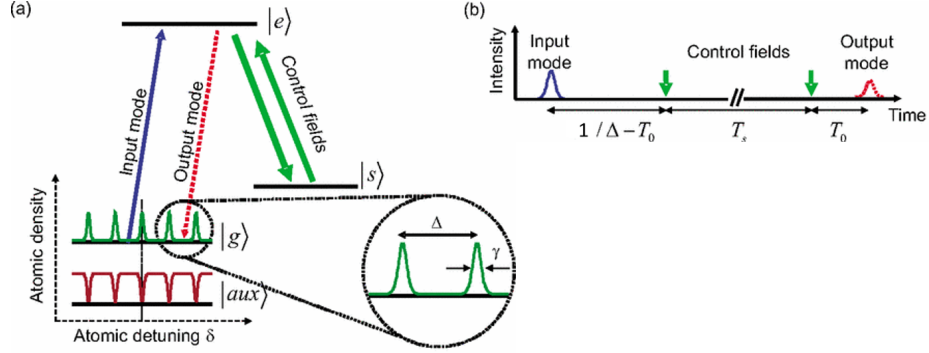 (a)
|e⟩
Input mode
Output mode
Control fields
|s⟩
Atomic density
|g⟩
|aux⟩
Atomic detuning δ
Δ
γ
(b)
Intensity
Input
mode
Control fields
Output
mode
Time
1 / Δ – T₀
Tₛ
T₀